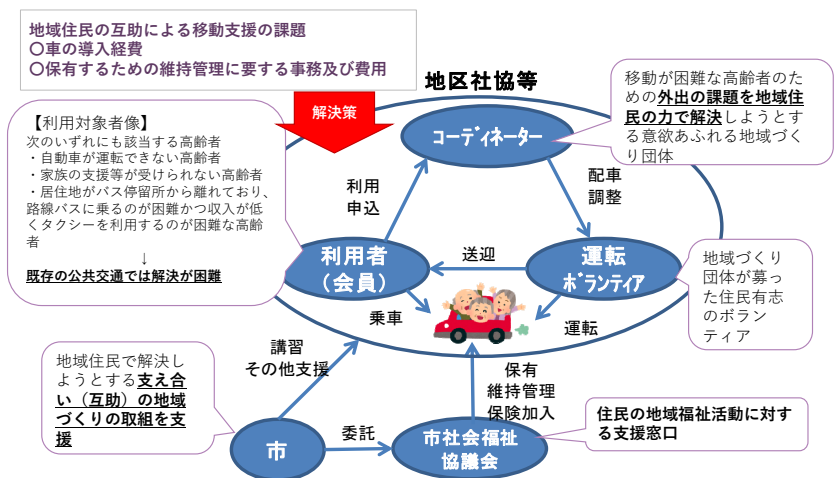 地域住民の互助による移動支援の課題
〇車の導入経費
〇保有するための維持管理に要する事務及び費用
解決策
地区社協等
移動が困難な高齢者のた
めの外出の課題を地域住
民の力で解決しようとす
る意欲あふれる地域づく
り団体
【利用対象者像】
次のいずれにも該当する高齢者
・自動車が運転できない高齢者
・家族の支援等が受けられない高齢者
・居住地がバス停留所から離れており、
路線バスに乗るのが困難かつ収入が低
くタクシーを利用するのが困難な高齢
者
↓
既存の公共交通では解決が困難
コーディネーター
利用
申込
配車
調整
利用者
（会員）
送迎
運転
ボランティア
地域づくり
団体が募っ
た住民有志
のボラン
ティア
乗車
運転
講習
その他支援
保有
維持管理
保険加入
地域住民で解決し
ようとする支え合
い（互助）の地域
づくりの取組を支
援
市
委託
市社会福祉
協議会
住民の地域福祉活動に対す
る支援窓口